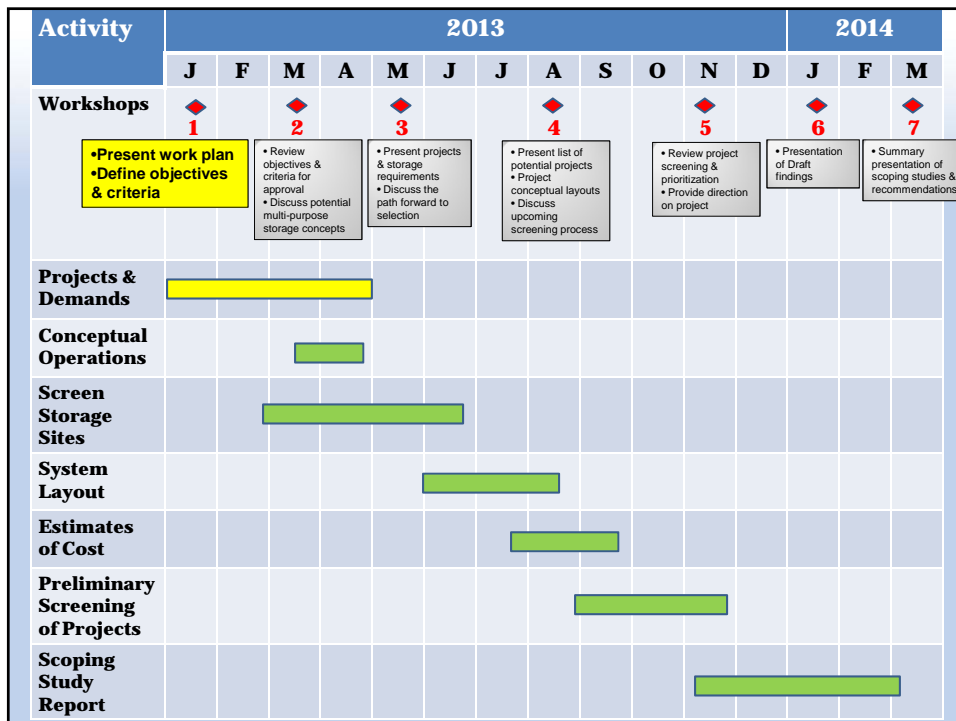 Activity
2013
2014
J F M A M J J A S O N D J F M
Workshops
1 2 3 4 5 6 7
•Present work plan
•Define objectives
& criteria
• Review
objectives &
criteria for
approval
• Discuss potential
multi-purpose
storage concepts
• Present projects
& storage
requirements
• Discuss the
path forward to
selection
• Present list of
potential projects
• Project
conceptual layouts
• Discuss
upcoming
screening process
• Review project
screening &
prioritization
• Provide direction
on project
• Presentation
of Draft
findings
• Summary
presentation of
scoping studies &
recommendations
Projects &
Demands
Conceptual
Operations
Screen
Storage
Sites
System
Layout
Estimates
of Cost
Preliminary
Screening
of Projects
Scoping
Study
Report